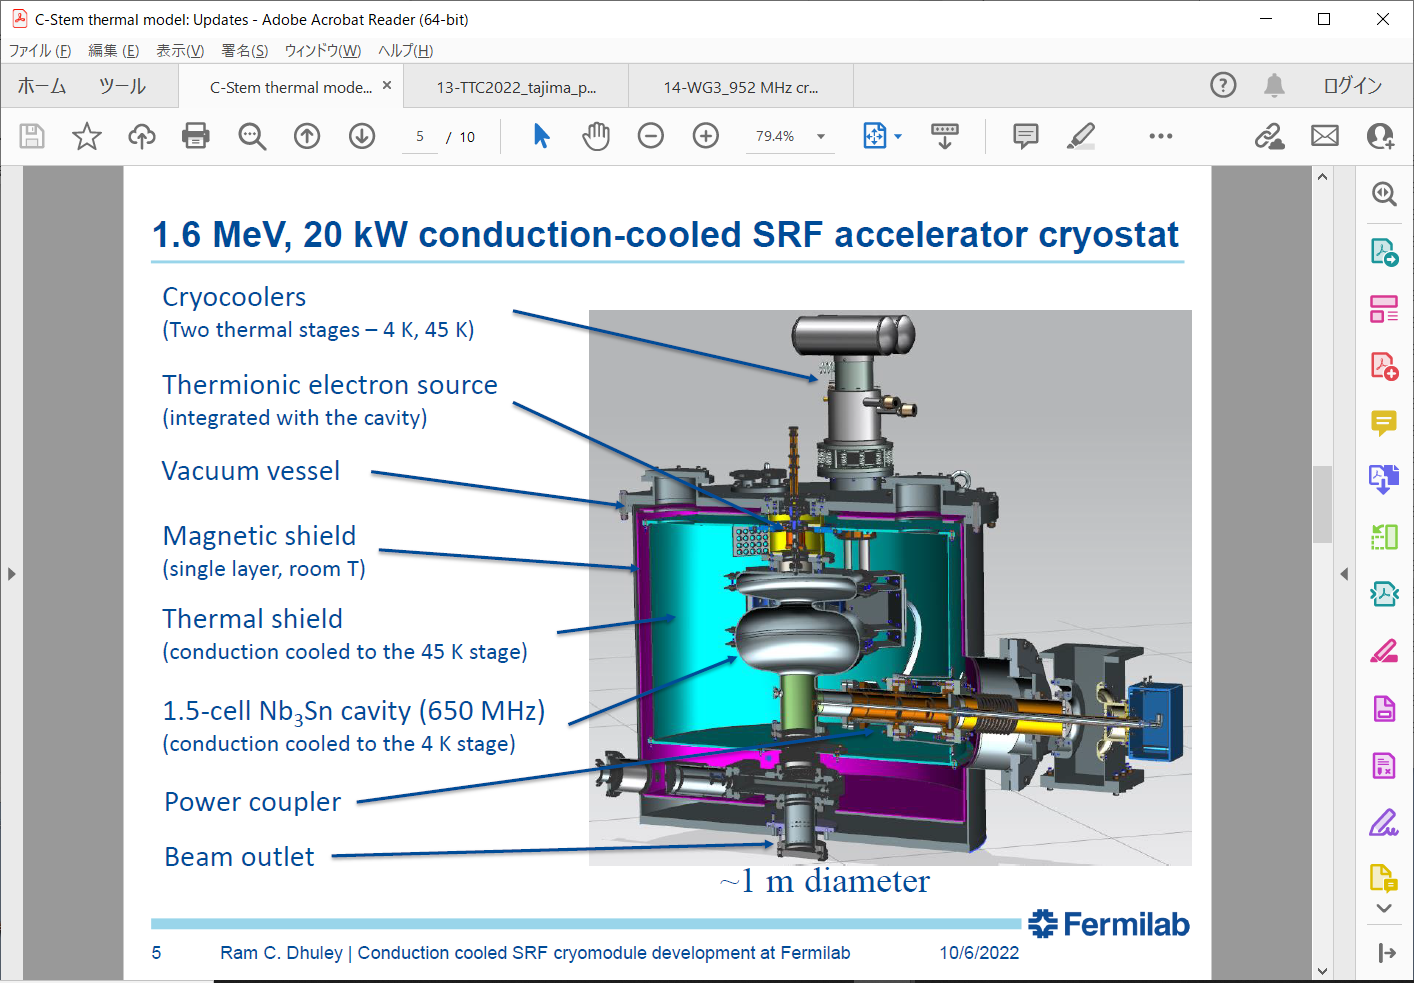 C-Stem thermal model: Updates - Adobe Acrobat Reader (64-bit)
ファイル (F) 編集 (E) 表示(V) 署名(S) ウィンドウ(W) ヘルプ(H)
ホーム ツール C-Stem thermal mode... × 13-TTC2022_tajima_p... 14-WG3_952 MHz cr... ログイン
5 / 10 79.4%
1.6 MeV, 20 kW conduction-cooled SRF accelerator cryostat
Cryocoolers
(Two thermal stages – 4 K, 45 K)
Thermionic electron source
(integrated with the cavity)
Vacuum vessel
Magnetic shield
(single layer, room T)
Thermal shield
(conduction cooled to the 45 K stage)
1.5-cell Nb₃Sn cavity (650 MHz)
(conduction cooled to the 4 K stage)
Power coupler
Beam outlet
~1 m diameter
Fermilab
5 Ram C. Dhuley | Conduction cooled SRF cryomodule development at Fermilab 10/6/2022